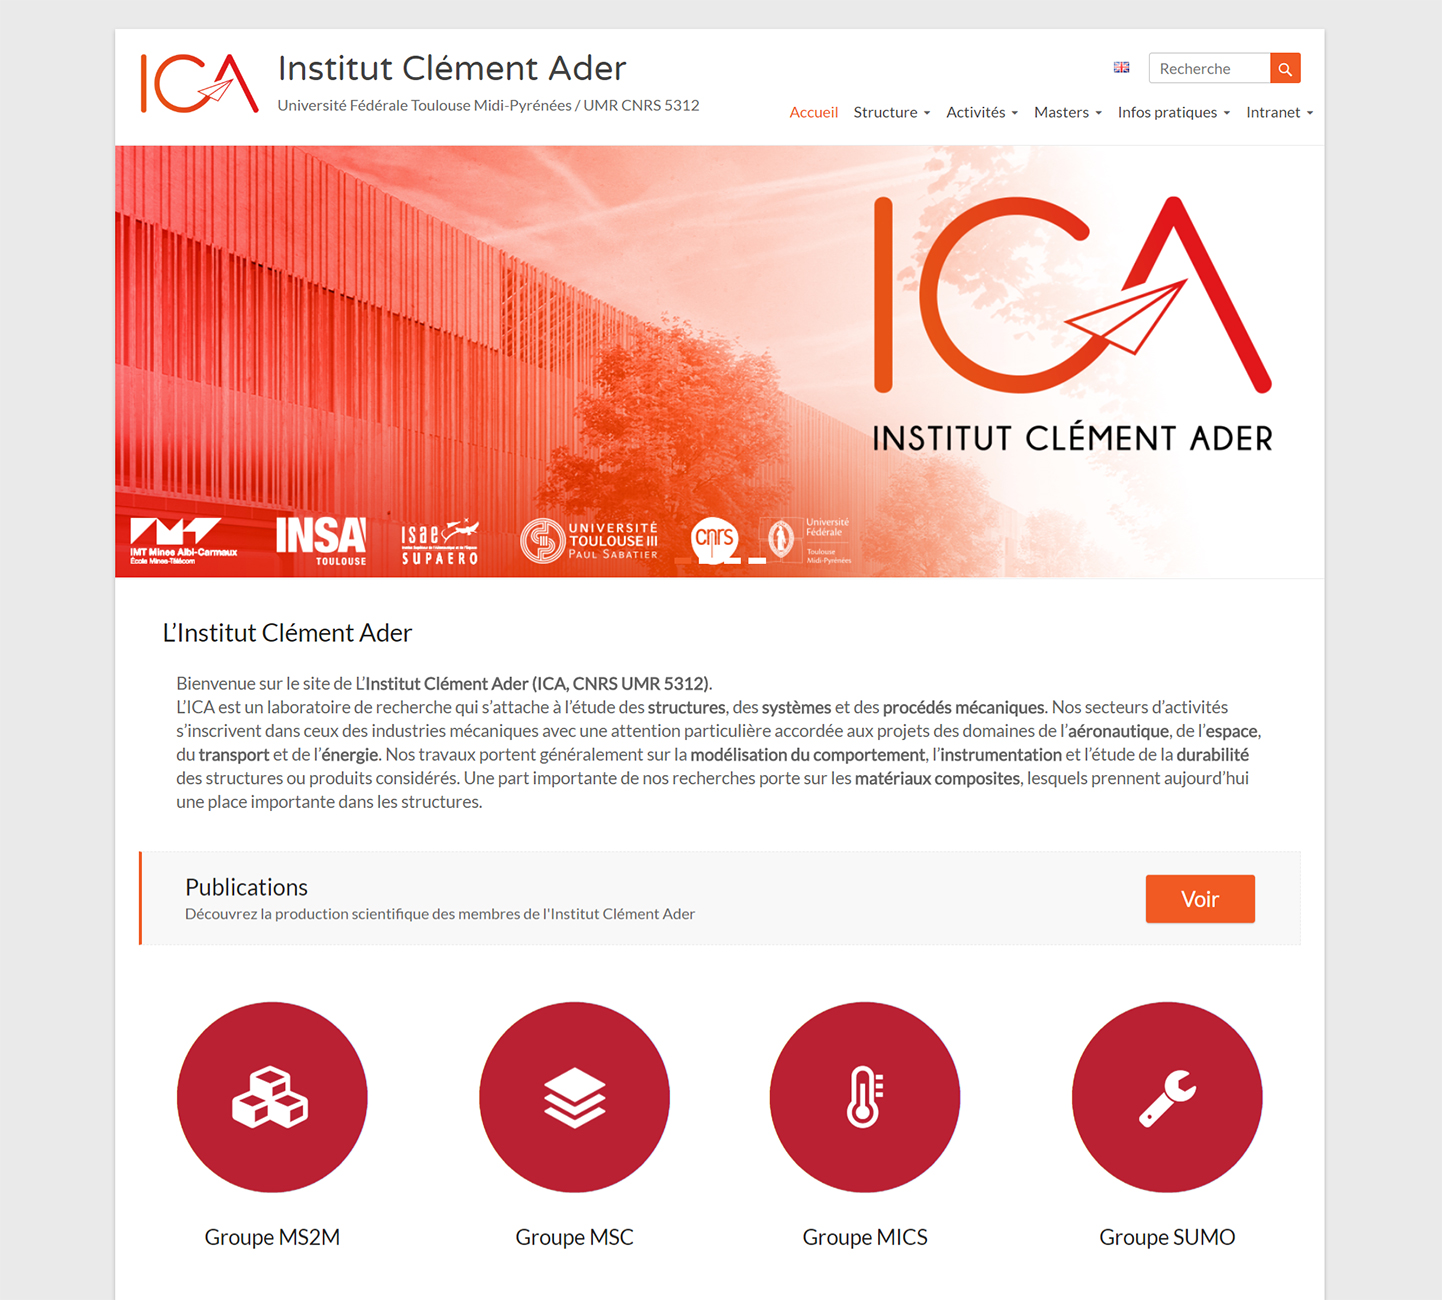 ICA
Institut Clément Ader
Université Fédérale Toulouse Midi-Pyrénées / UMR CNRS 5312
Recherche
Accueil Structure Activités Masters Infos pratiques Intranet
ICA
INSTITUT CLÉMENT ADER
IMT Mines Albi-Carmaux
École Mines-Télécom
INSA
TOULOUSE
isae
SUPAERO
UNIVERSITÉ
TOULOUSE III
PAUL SABATIER
cnrs
Université
Fédérale
Toulouse
Midi-Pyrénées
L’Institut Clément Ader
Bienvenue sur le site de L’Institut Clément Ader (ICA, CNRS UMR 5312).
L’ICA est un laboratoire de recherche qui s’attache à l’étude des structures, des systèmes et des procédés mécaniques. Nos secteurs d’activités
s’inscrivent dans ceux des industries mécaniques avec une attention particulière accordée aux projets des domaines de l’aéronautique, de l’espace,
du transport et de l’énergie. Nos travaux portent généralement sur la modélisation du comportement, l’instrumentation et l’étude de la durabilité
des structures ou produits considérés. Une part importante de nos recherches porte sur les matériaux composites, lesquels prennent aujourd’hui
une place importante dans les structures.
Publications
Découvrez la production scientifique des membres de l'Institut Clément Ader
Voir
Groupe MS2M
Groupe MSC
Groupe MICS
Groupe SUMO